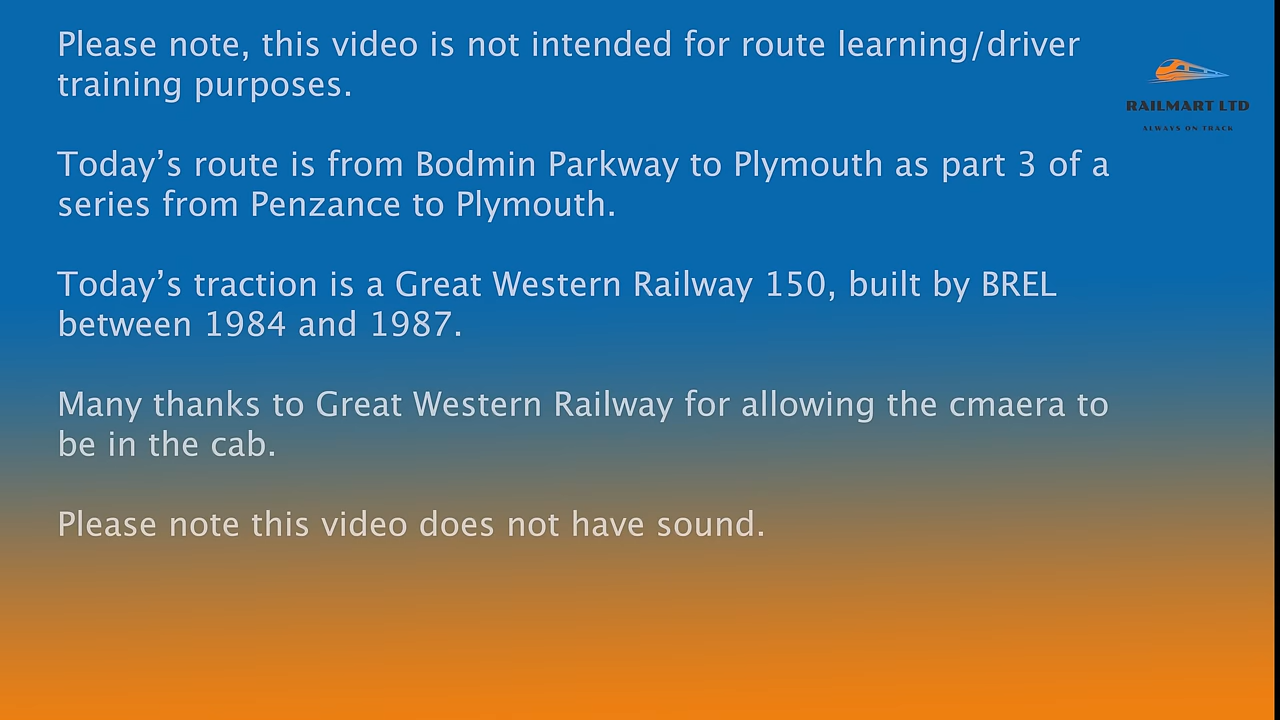 Please note, this video is not intended for route learning/driver
training purposes.
RAILMART LTD
ALWAYS ON TRACK
Today’s route is from Bodmin Parkway to Plymouth as part 3 of a
series from Penzance to Plymouth.
Today’s traction is a Great Western Railway 150, built by BREL
between 1984 and 1987.
Many thanks to Great Western Railway for allowing the cmaera to
be in the cab.
Please note this video does not have sound.